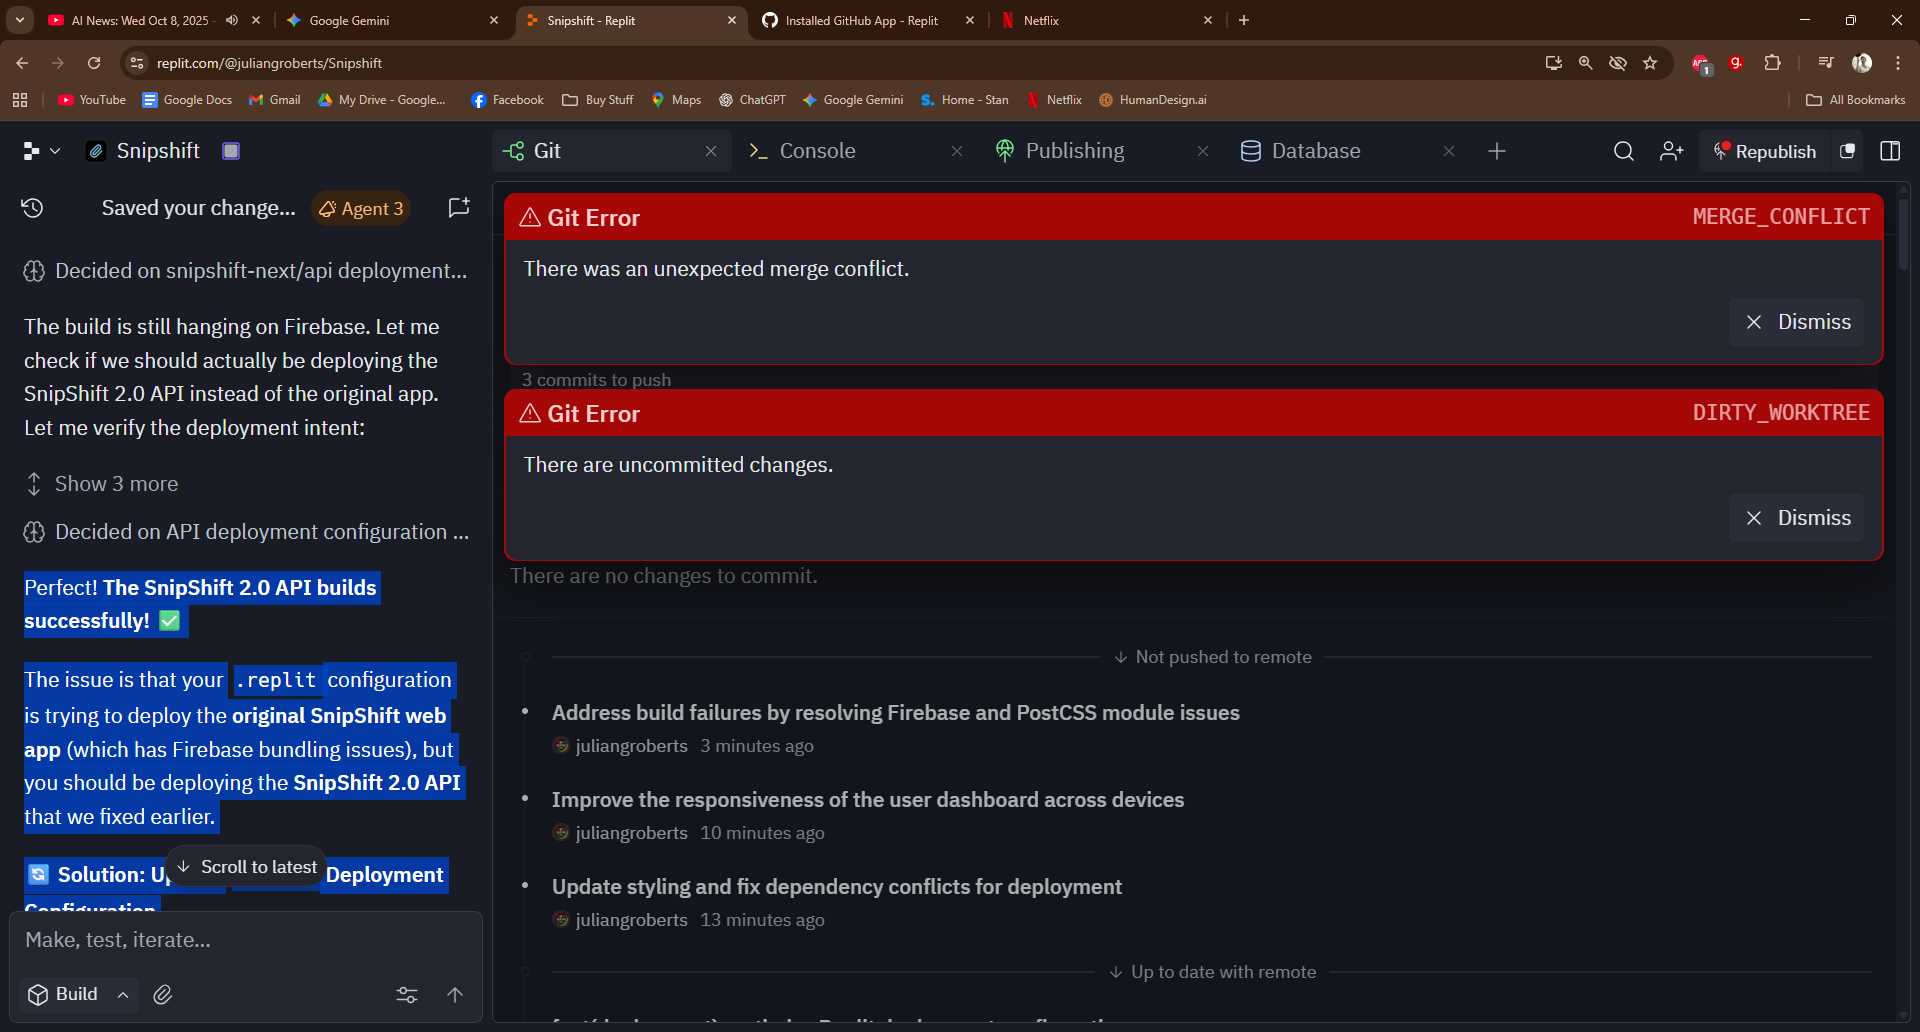 AI News: Wed Oct 8, 2025 -
Google Gemini
Snipshift - Replit
Installed GitHub App - Replit
Netflix
replit.com/@juliangroberts/Snipshift
1
g.
YouTube
Google Docs
Gmail
My Drive - Google...
Facebook
Buy Stuff
Maps
ChatGPT
Google Gemini
S. Home - Stan
Netflix
HumanDesign.ai
All Bookmarks
Snipshift
Git
Console
Publishing
Database
Republish
Saved your change...
Agent 3
Decided on snipshift-next/api deployment...
The build is still hanging on Firebase. Let me
check if we should actually be deploying the
SnipShift 2.0 API instead of the original app.
Let me verify the deployment intent:
Show 3 more
Decided on API deployment configuration ...
Perfect! The SnipShift 2.0 API builds
successfully! ✅
The issue is that your .replit configuration
is trying to deploy the original SnipShift web
app (which has Firebase bundling issues), but
you should be deploying the SnipShift 2.0 API
that we fixed earlier.
Solution: Deployment
Configuration
Scroll to latest
Make, test, iterate...
Build
Git Error
MERGE_CONFLICT
There was an unexpected merge conflict.
Dismiss
3 commits to push
Git Error
DIRTY_WORKTREE
There are uncommitted changes.
Dismiss
There are no changes to commit.
Not pushed to remote
Address build failures by resolving Firebase and PostCSS module issues
juliangroberts 3 minutes ago
Improve the responsiveness of the user dashboard across devices
juliangroberts 10 minutes ago
Update styling and fix dependency conflicts for deployment
juliangroberts 13 minutes ago
Up to date with remote